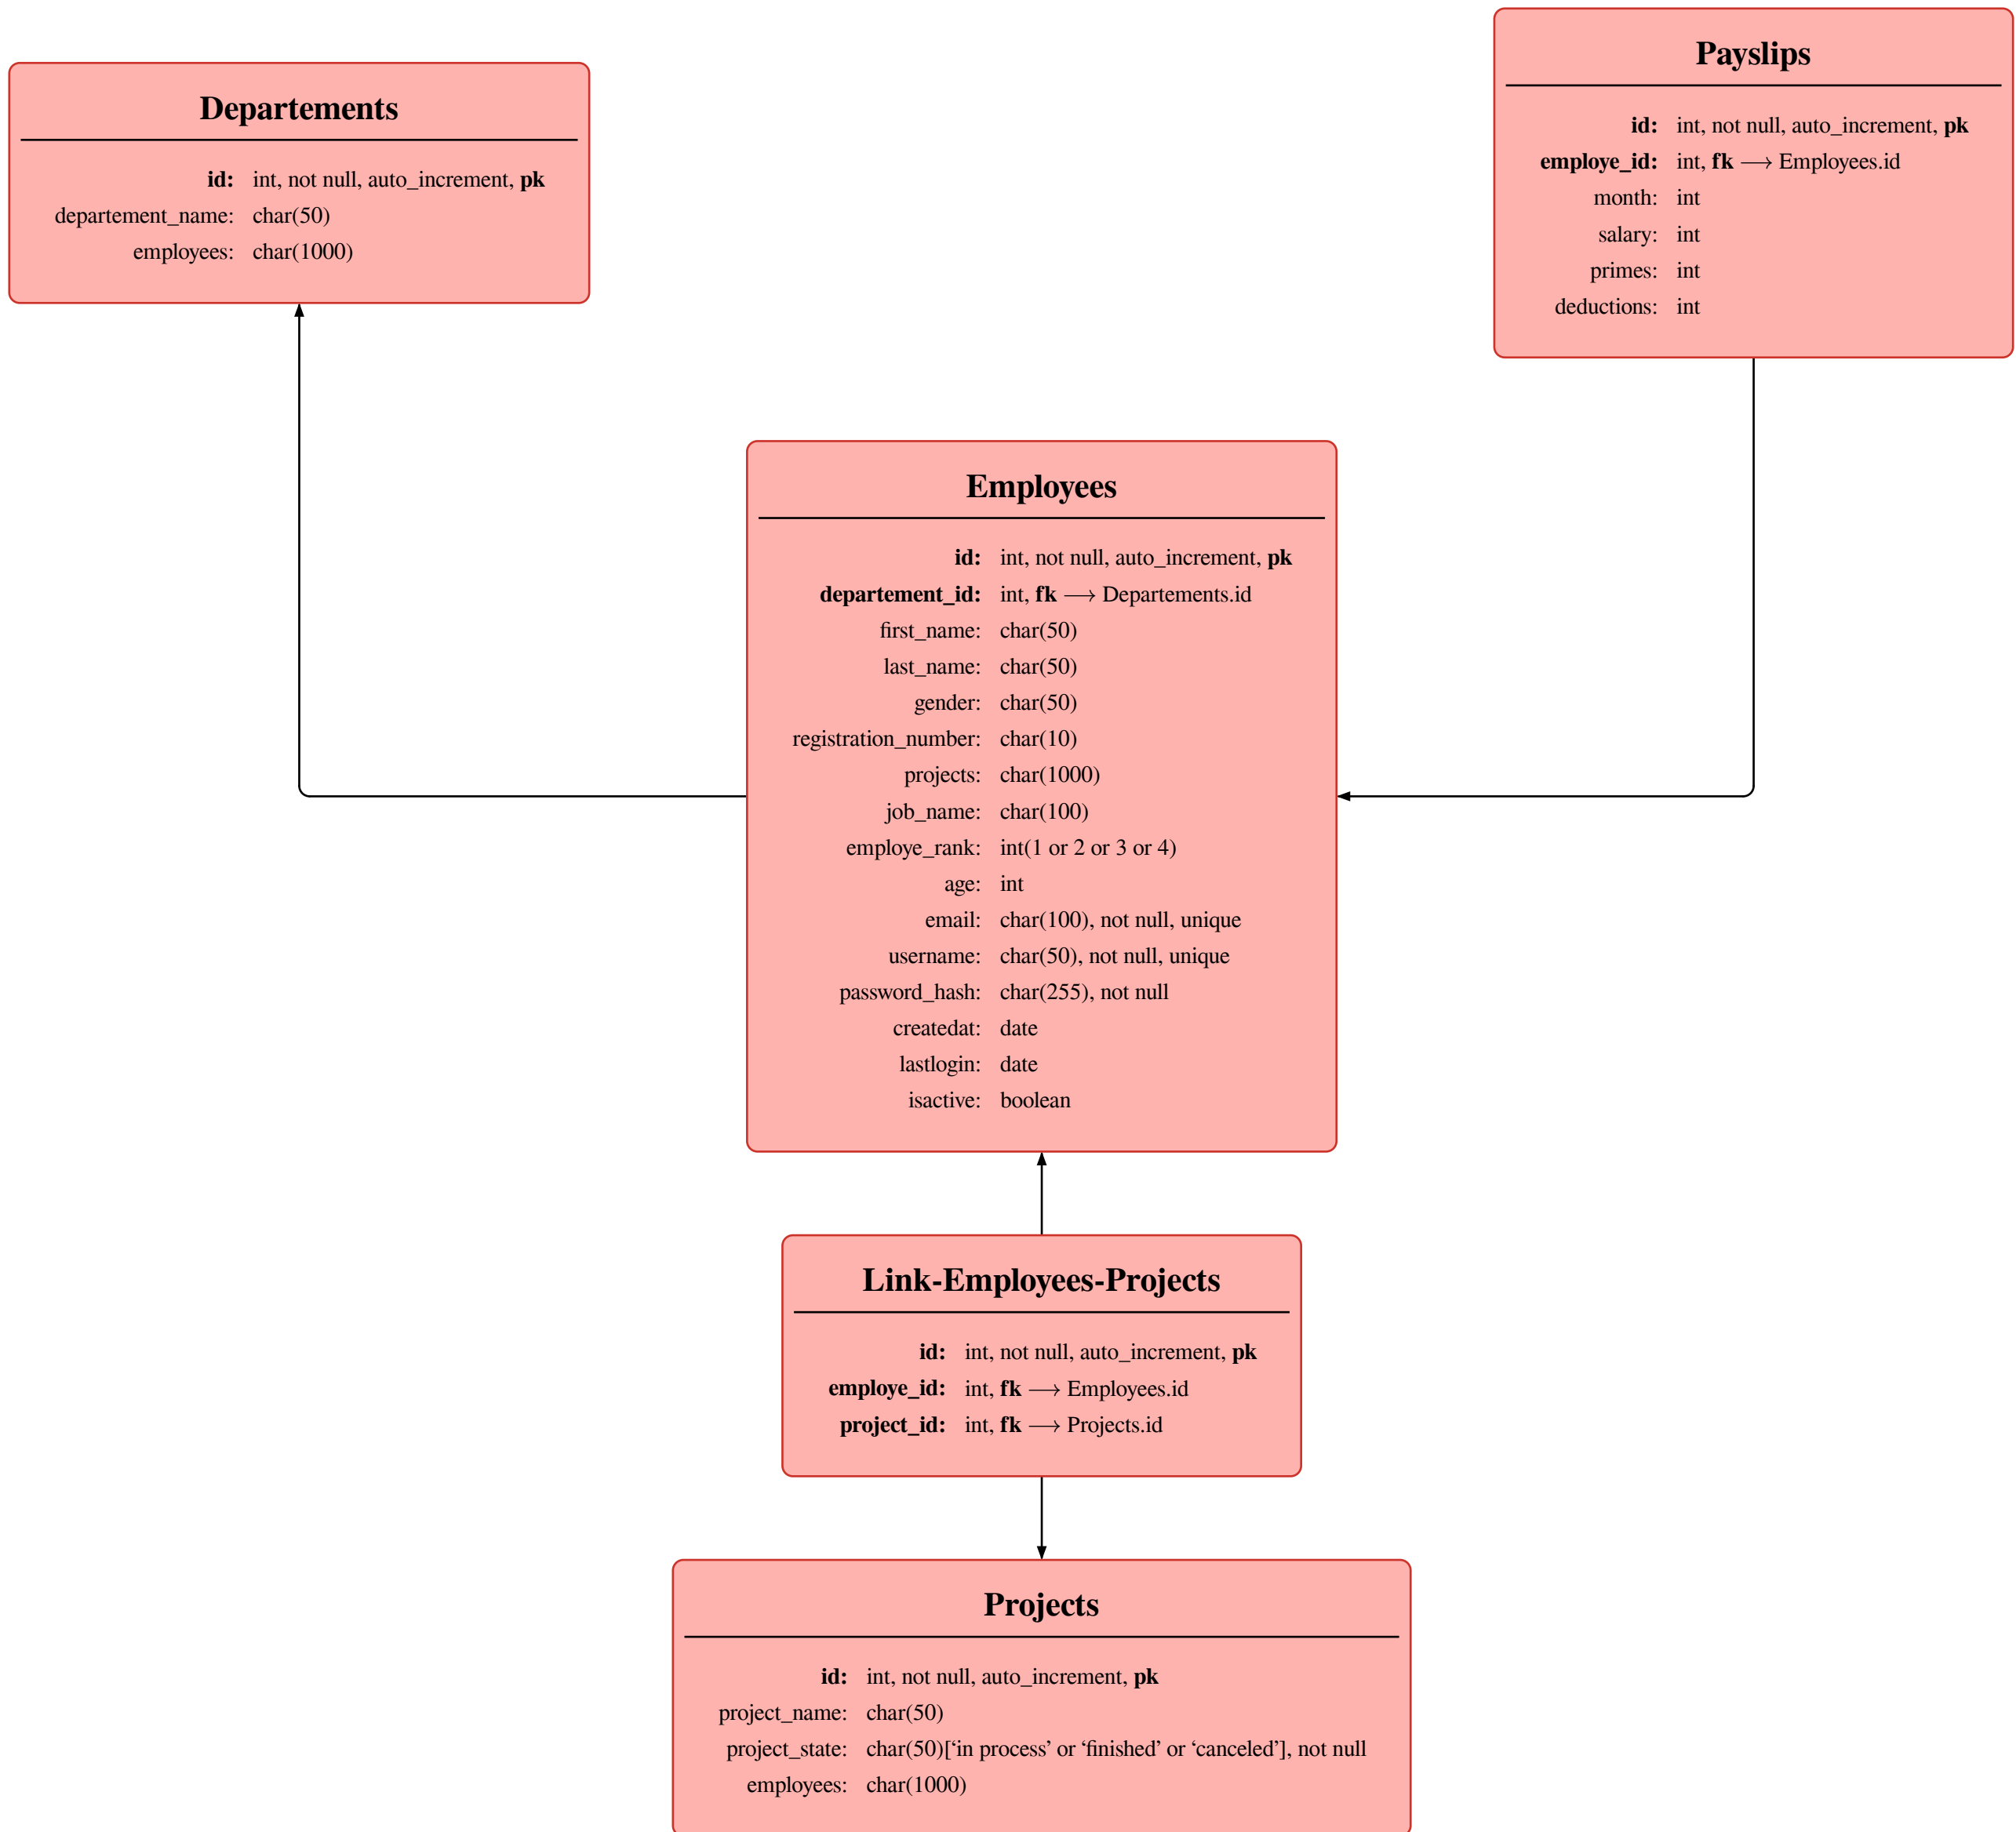 Departements
id: int, not null, auto_increment, pk
departement_name: char(50)
employees: char(1000)
Payslips
id: int, not null, auto_increment, pk
employe_id: int, fk ⟶ Employees.id
month: int
salary: int
primes: int
deductions: int
Employees
id: int, not null, auto_increment, pk
departement_id: int, fk ⟶ Departements.id
first_name: char(50)
last_name: char(50)
gender: char(50)
registration_number: char(10)
projects: char(1000)
job_name: char(100)
employe_rank: int(1 or 2 or 3 or 4)
age: int
email: char(100), not null, unique
username: char(50), not null, unique
password_hash: char(255), not null
createdat: date
lastlogin: date
isactive: boolean
Link-Employees-Projects
id: int, not null, auto_increment, pk
employe_id: int, fk ⟶ Employees.id
project_id: int, fk ⟶ Projects.id
Projects
id: int, not null, auto_increment, pk
project_name: char(50)
project_state: char(50)[‘in process’ or ‘finished’ or ‘canceled’], not null
employees: char(1000)